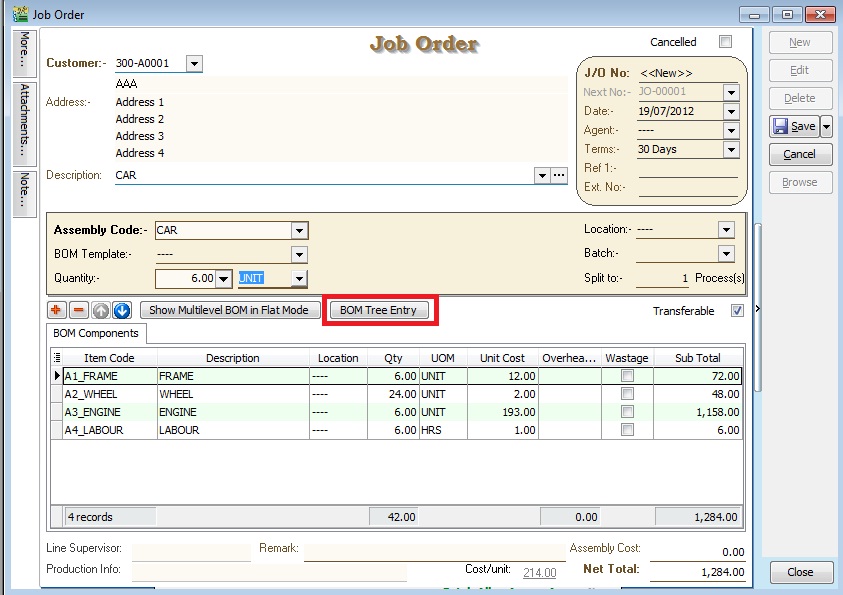 Job Order
More...
Attachments...
Note...
Job Order
Cancelled
Customer:- 300-A0001
AAA
Address:- Address 1
Address 2
Address 3
Address 4
Description: CAR
J/O No: <<New>>
Next No:- JO-00001
Date:- 19/07/2012
Agent:- ----
Terms:- 30 Days
Ref 1:-
Ext. No:-
New
Edit
Delete
Save
Cancel
Browse
Assembly Code:- CAR
BOM Template:- ----
Quantity:- 6.00 UNIT
Location:- ----
Batch:-
Split to:- 1 Process(s)
Show Multilevel BOM in Flat Mode BOM Tree Entry Transferable
BOM Components
Item Code Description Location Qty UOM Unit Cost Overhea... Wastage Sub Total
A1_FRAME FRAME ---- 6.00 UNIT 12.00 72.00
A2_WHEEL WHEEL ---- 24.00 UNIT 2.00 48.00
A3_ENGINE ENGINE ---- 6.00 UNIT 193.00 1,158.00
A4_LABOUR LABOUR ---- 6.00 HRS 1.00 6.00
4 records 42.00 0.00 1,284.00
Line Supervisor: Remark: Assembly Cost: 0.00
Production Info: Cost/unit: 214.00 Net Total: 1,284.00
Close